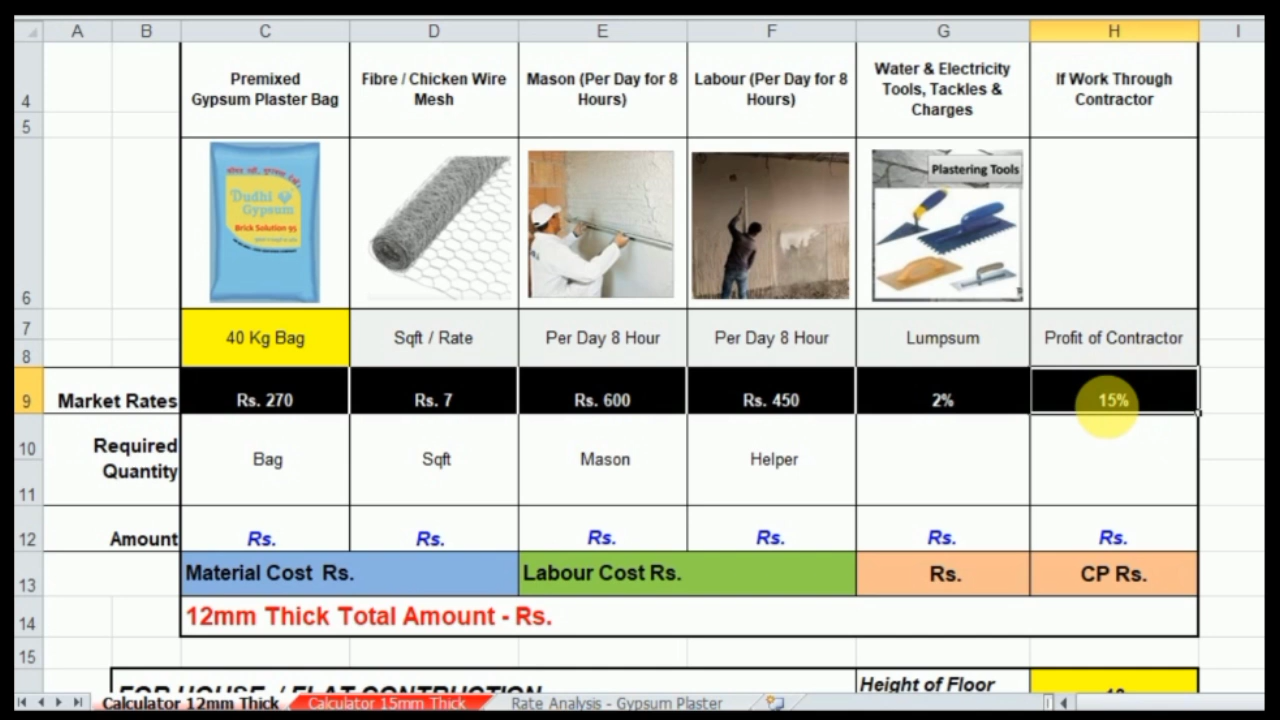 A B C D E F G H I
4
5
Premixed
Gypsum Plaster Bag
Fibre / Chicken Wire
Mesh
Mason (Per Day for 8
Hours)
Labour (Per Day for 8
Hours)
Water & Electricity
Tools, Tackles &
Charges
If Work Through
Contractor
6
Dudhi
Gypsum
Brick Solution 95
Plastering Tools
7
8
40 Kg Bag Sqft / Rate Per Day 8 Hour Per Day 8 Hour Lumpsum Profit of Contractor
9 Market Rates Rs. 270 Rs. 7 Rs. 600 Rs. 450 2% 15%
10 Required
Quantity
11
Bag Sqft Mason Helper
12 Amount Rs. Rs. Rs. Rs. Rs. Rs.
13 Material Cost Rs. Labour Cost Rs. Rs. CP Rs.
14 12mm Thick Total Amount - Rs.
15
Height of Floor
Calculator 12mm Thick Calculator 15mm Thick Rate Analysis - Gypsum Plaster